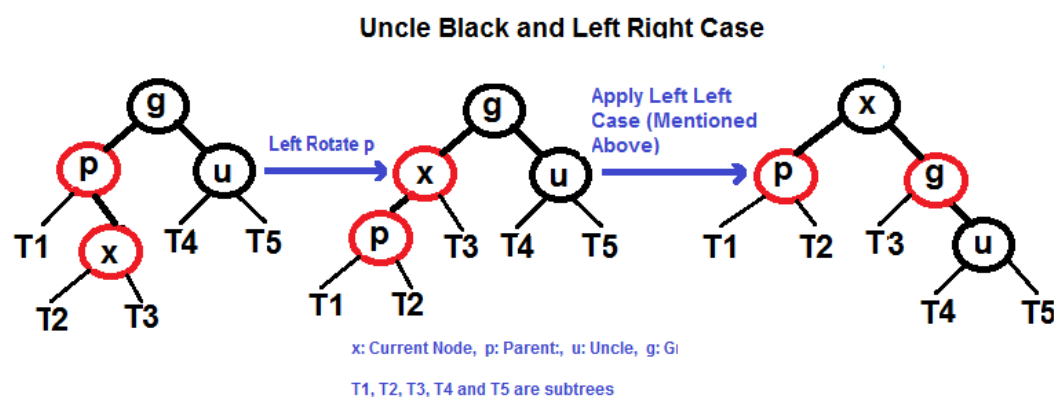 Uncle Black and Left Right Case
g
p
u
T1
x
T4
T5
T2
T3
Left Rotate p
g
x
u
p
T3
T4
T5
T1
T2
Apply Left Left
Case (Mentioned
Above)
x
p
g
T1
T2
T3
u
T4
T5
x: Current Node, p: Parent:, u: Uncle, g:
T1, T2, T3, T4 and T5 are subtrees